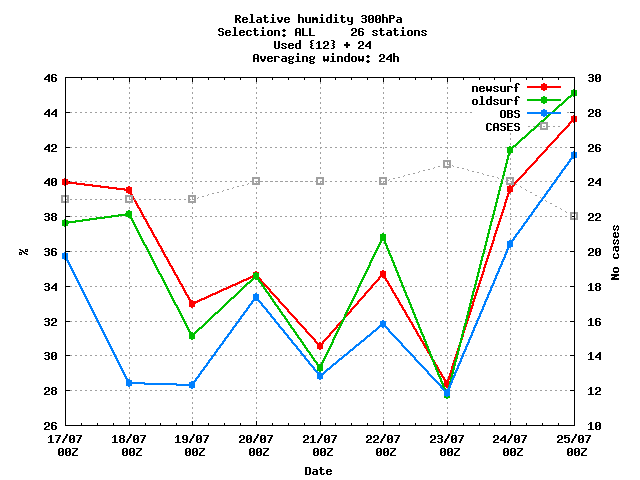 Relative humidity 300hPa
Selection: ALL 26 stations
Used {12} + 24
Averaging window: 24h
newsurf
oldsurf
OBS
CASES
46
44
42
40
38
36
34
32
30
28
26
%
30
28
26
24
22
20
18
16
14
12
10
No cases
17/07 18/07 19/07 20/07 21/07 22/07 23/07 24/07 25/07
00Z 00Z 00Z 00Z 00Z 00Z 00Z 00Z 00Z
Date